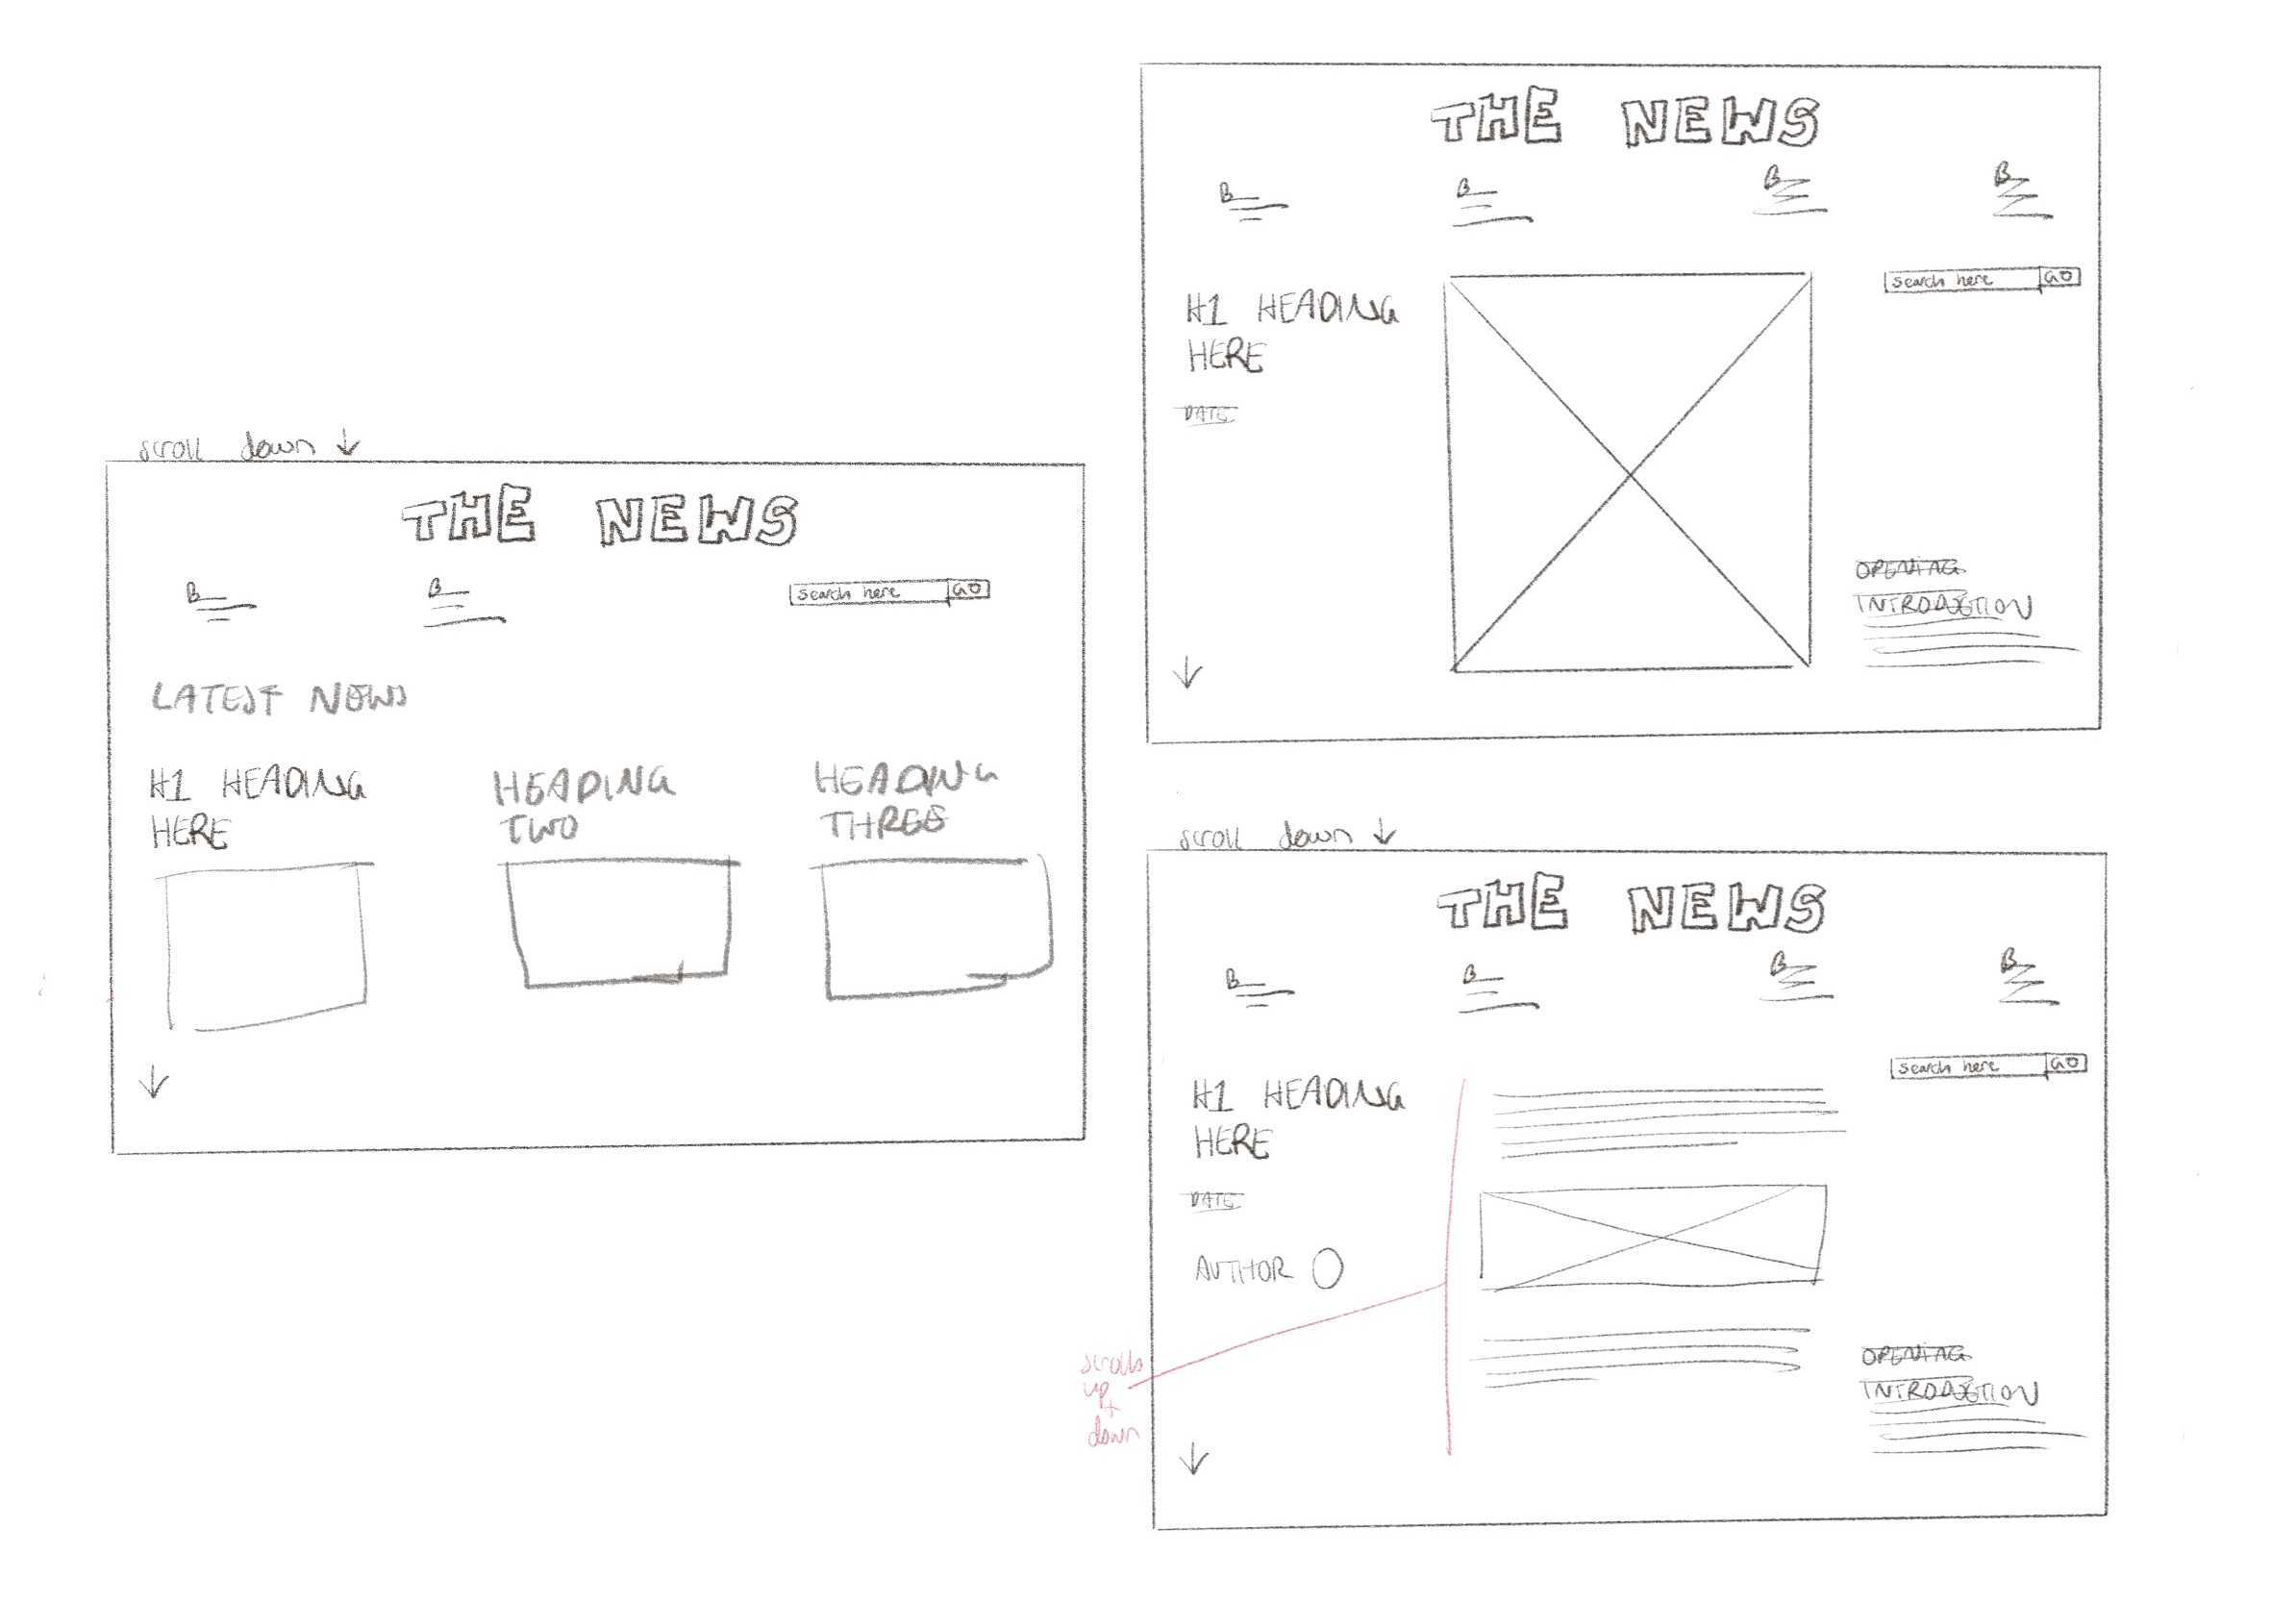 scroll down ↓
THE NEWS
search here GO
LATEST NEWS
H1 HEADING
HERE
HEADING
TWO
HEADING
THREE
↓
THE NEWS
search here GO
H1 HEADING
HERE
DATE
OPENING
INTRODUCTION
↓
scroll down ↓
THE NEWS
search here GO
H1 HEADING
HERE
DATE
AUTHOR
scrolls
up
+
down
OPENING
INTRODUCTION
↓